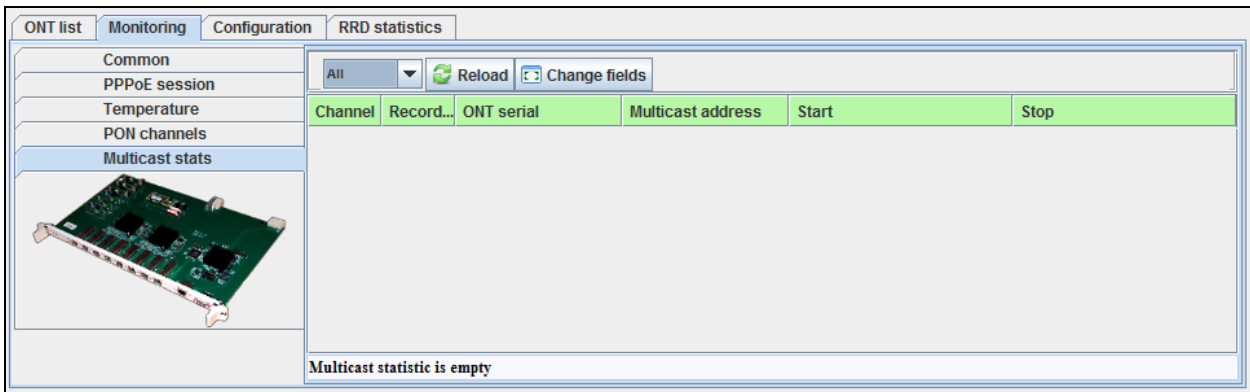 ONT list Monitoring Configuration RRD statistics
Common
PPPoE session
Temperature
PON channels
Multicast stats
All Reload Change fields
Channel Record... ONT serial Multicast address Start Stop
Multicast statistic is empty